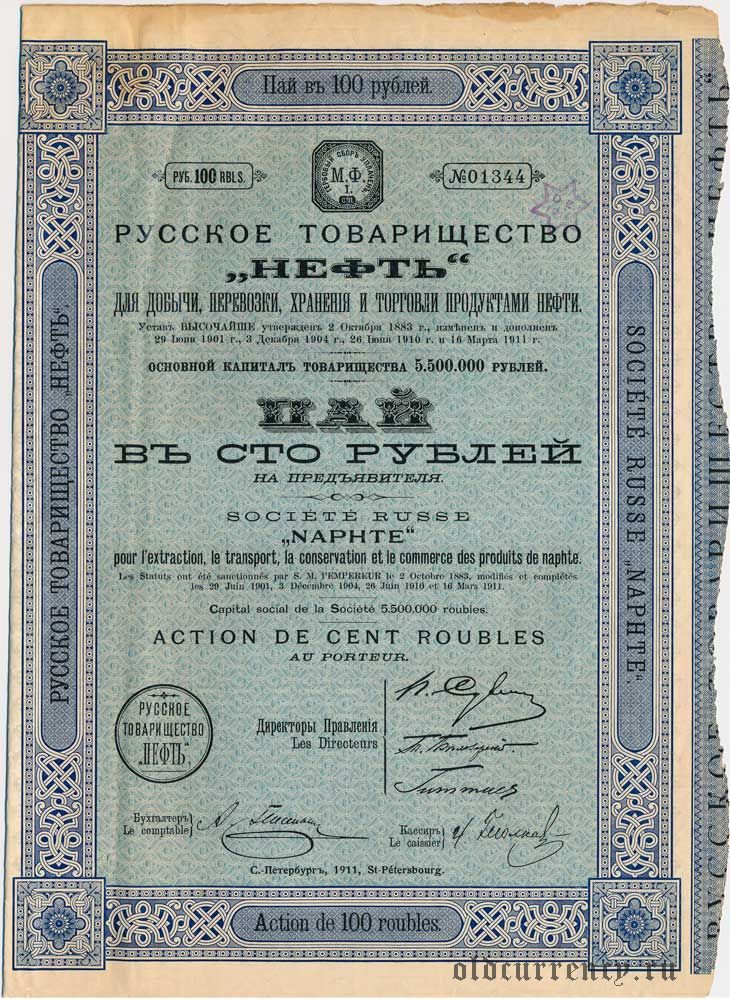 Пай въ 100 рублей.
РУБ. 100 RBLS.
ГЕРБОВЫЙ СБОРЪ УПЛАЧЕНЪ
М.Ф.
I.
СП.
№01344
РУССКОЕ ТОВАРИЩЕСТВО
„НЕФТЬ“
ДЛЯ ДОБЫЧИ, ПЕРЕВОЗКИ, ХРАНЕНІЯ И ТОРГОВЛИ ПРОДУКТАМИ НЕФТИ.
Уставъ ВЫСОЧАЙШЕ утвержденъ 2 Октября 1883 г., измѣненъ и дополненъ
29 Іюня 1901 г., 3 Декабря 1904 г., 26 Іюня 1910 г. и 16 Марта 1911 г.
ОСНОВНОЙ КАПИТАЛЪ ТОВАРИЩЕСТВА 5.500.000 РУБЛЕЙ.
ПАЙ
ВЪ СТО РУБЛЕЙ
НА ПРЕДЪЯВИТЕЛЯ.
SOCIÉTÉ RUSSE
„NAPHTE“
pour l'extraction, le transport, la conservation et le commerce des produits de naphte.
Les Statuts ont été sanctionnés par S. M. l'EMPEREUR le 2 Octobre 1883, modifiés et complétés
les 29 Juin 1901, 3 Décembre 1904, 26 Juin 1910 et 16 Mars 1911.
Capital social de la Société 5.500.000 roubles.
ACTION DE CENT ROUBLES
AU PORTEUR.
РУССКОЕ
ТОВАРИЩЕСТВО
„НЕФТЬ“.
Директоры Правленія
Les Directeurs
Бухгалтеръ
Le comptable
Кассиръ
Le caissier
С.-Петербургъ, 1911, St-Pétersbourg.
Action de 100 roubles.
РУССКОЕ ТОВАРИЩЕСТВО „НЕФТЬ“.
SOCIÉTÉ RUSSE „NAPHTE“
РУССКОЕ ТОВАРИЩЕСТВО „НЕФТЬ“
oldcurrency.ru